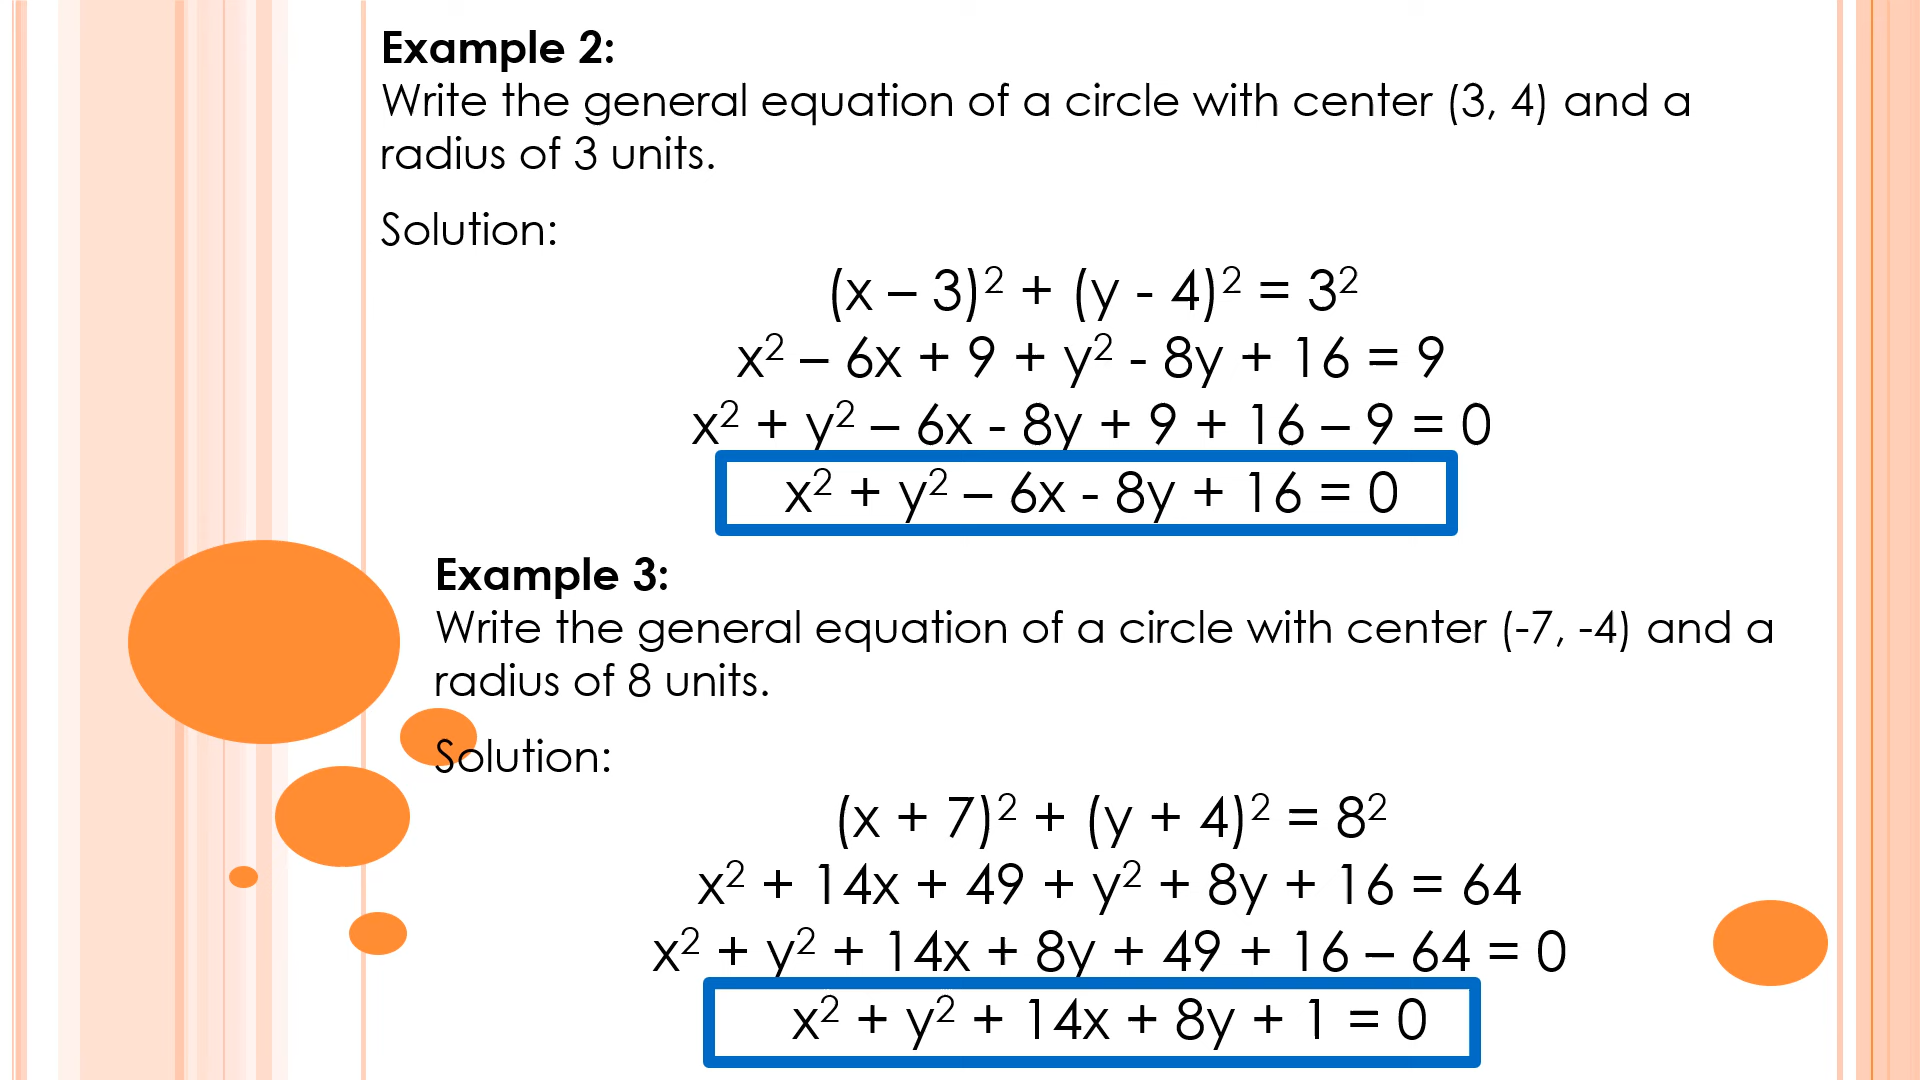 Example 2:
Write the general equation of a circle with center (3, 4) and a
radius of 3 units.
Solution:
(x – 3)² + (y - 4)² = 3²
x² – 6x + 9 + y² - 8y + 16 = 9
x² + y² – 6x - 8y + 9 + 16 – 9 = 0
x² + y² – 6x - 8y + 16 = 0
Example 3:
Write the general equation of a circle with center (-7, -4) and a
radius of 8 units.
Solution:
(x + 7)² + (y + 4)² = 8²
x² + 14x + 49 + y² + 8y + 16 = 64
x² + y² + 14x + 8y + 49 + 16 – 64 = 0
x² + y² + 14x + 8y + 1 = 0